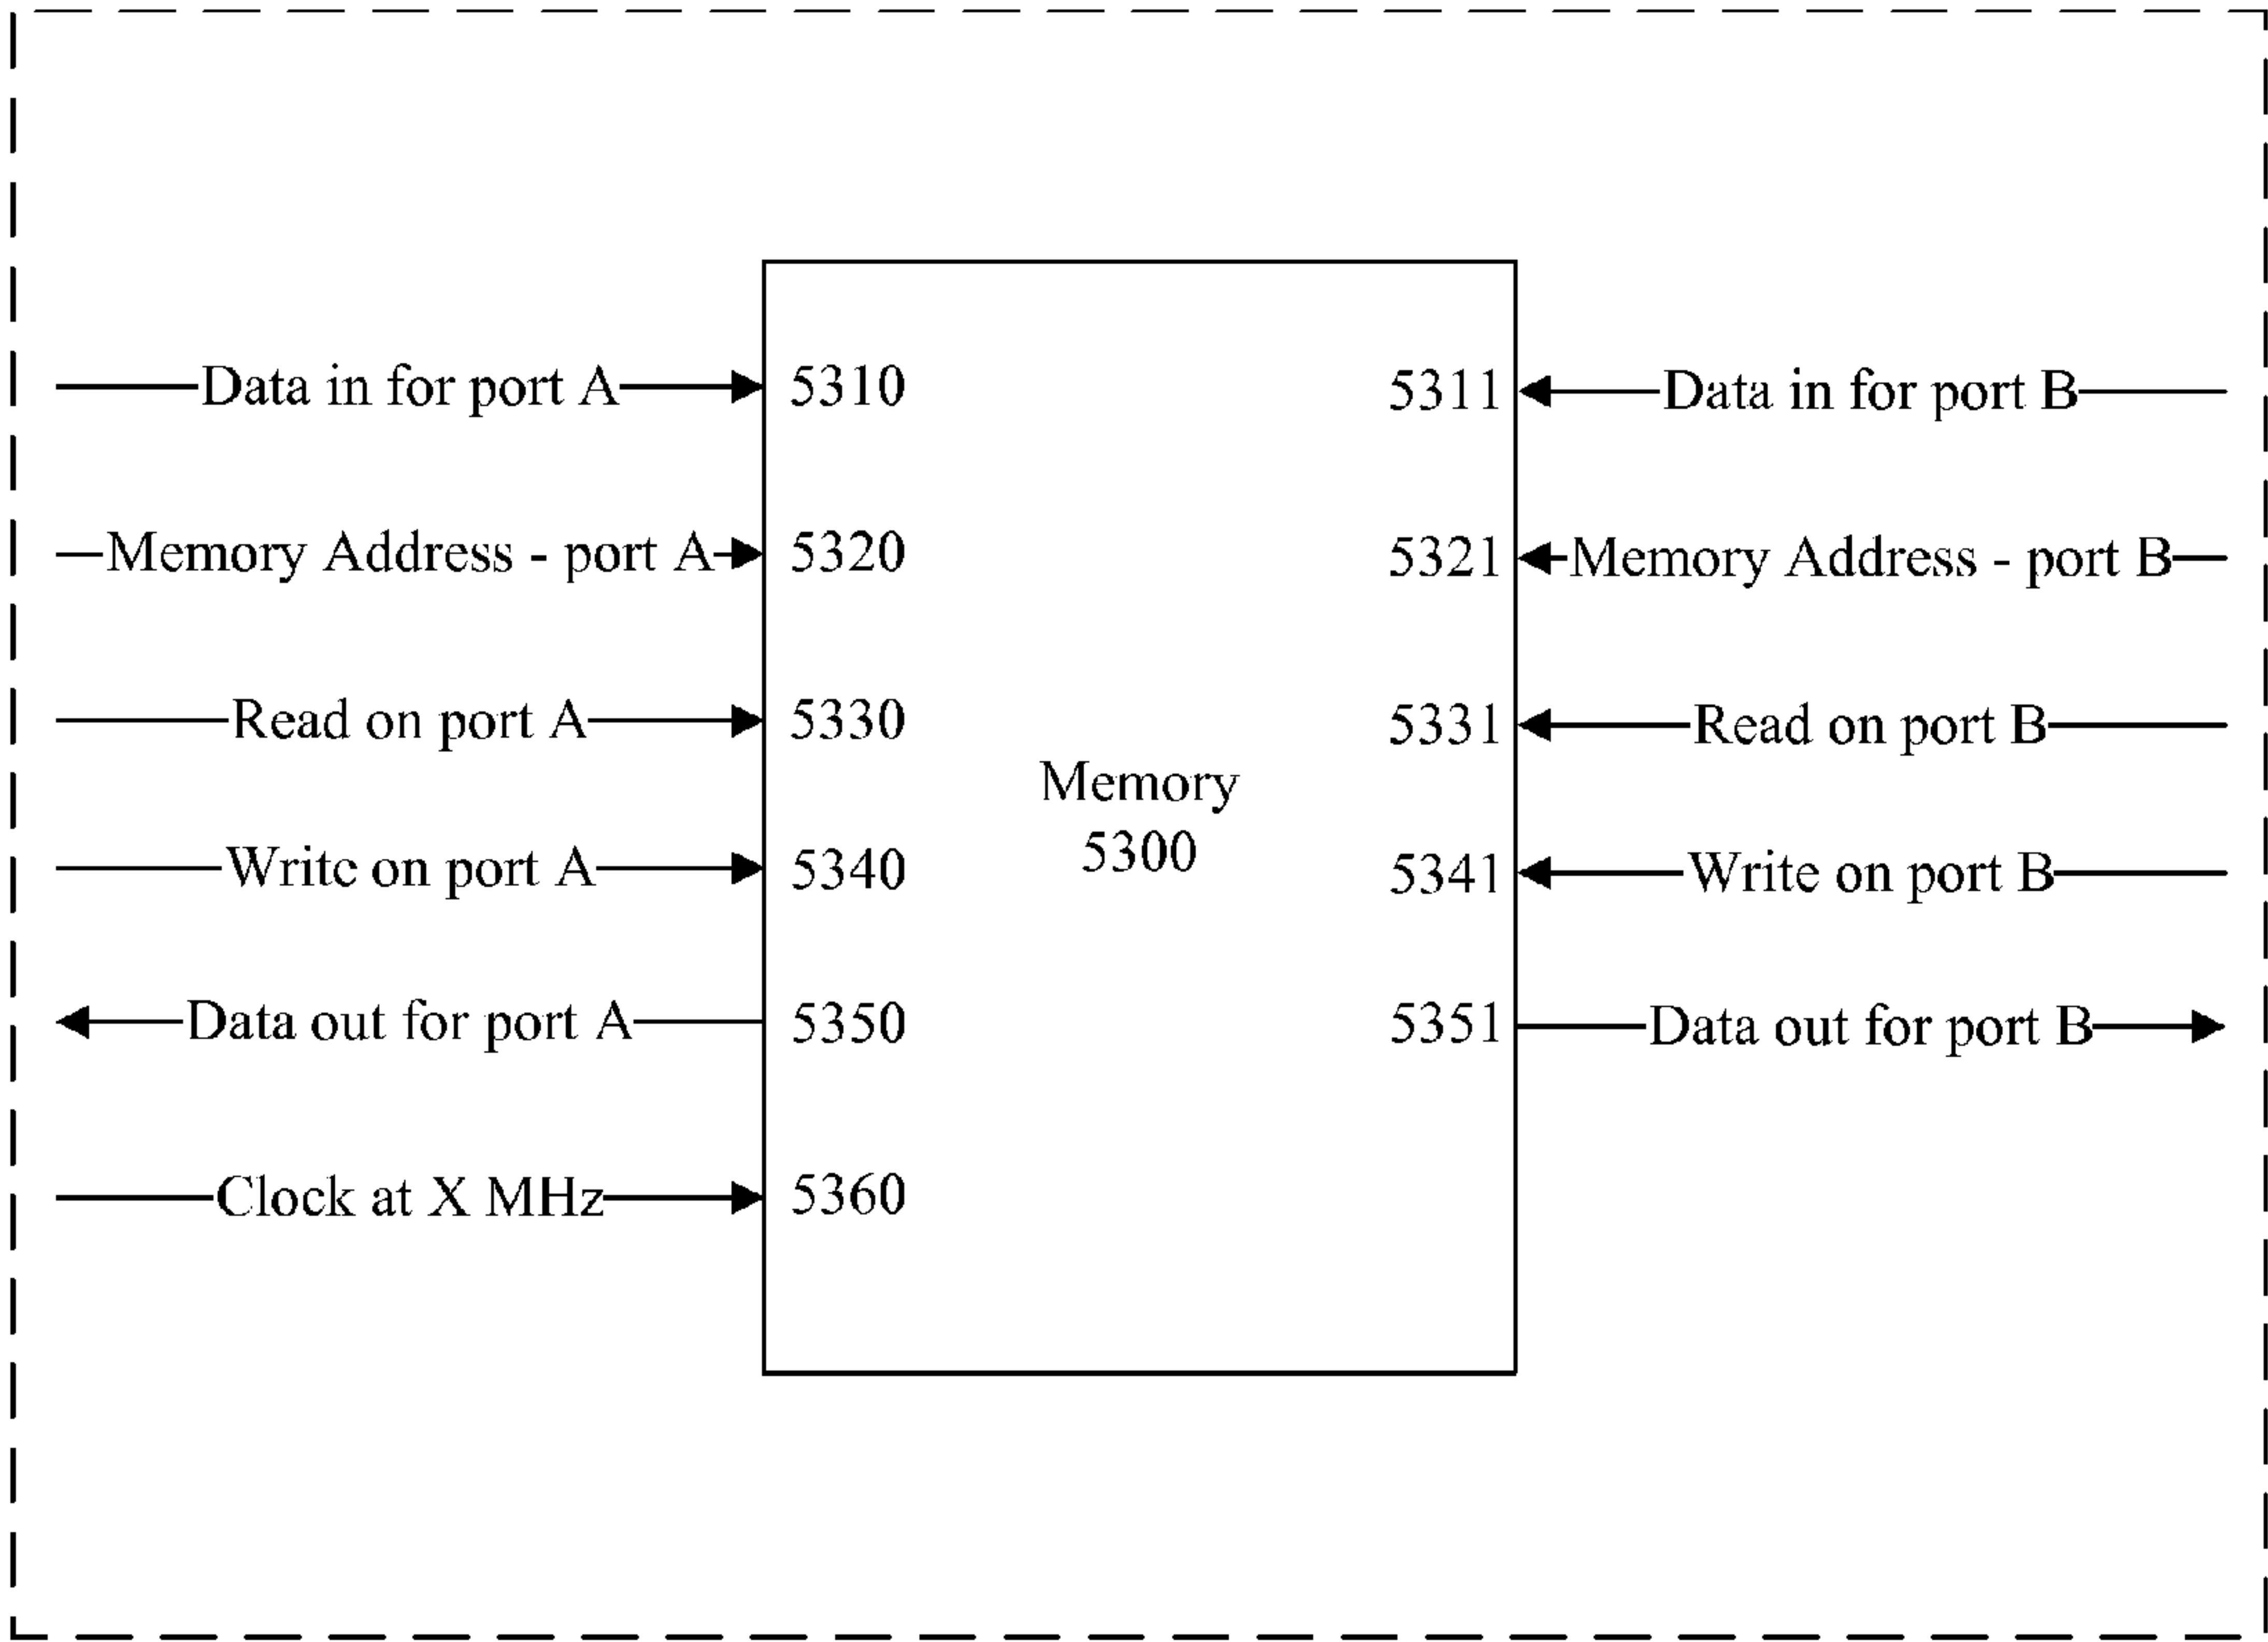 Data in for port A 5310 5311 Data in for port B
Memory Address - port A 5320 5321 Memory Address - port B
Read on port A 5330 5331 Read on port B
Memory
5300
Write on port A 5340 5341 Write on port B
Data out for port A 5350 5351 Data out for port B
Clock at X MHz 5360